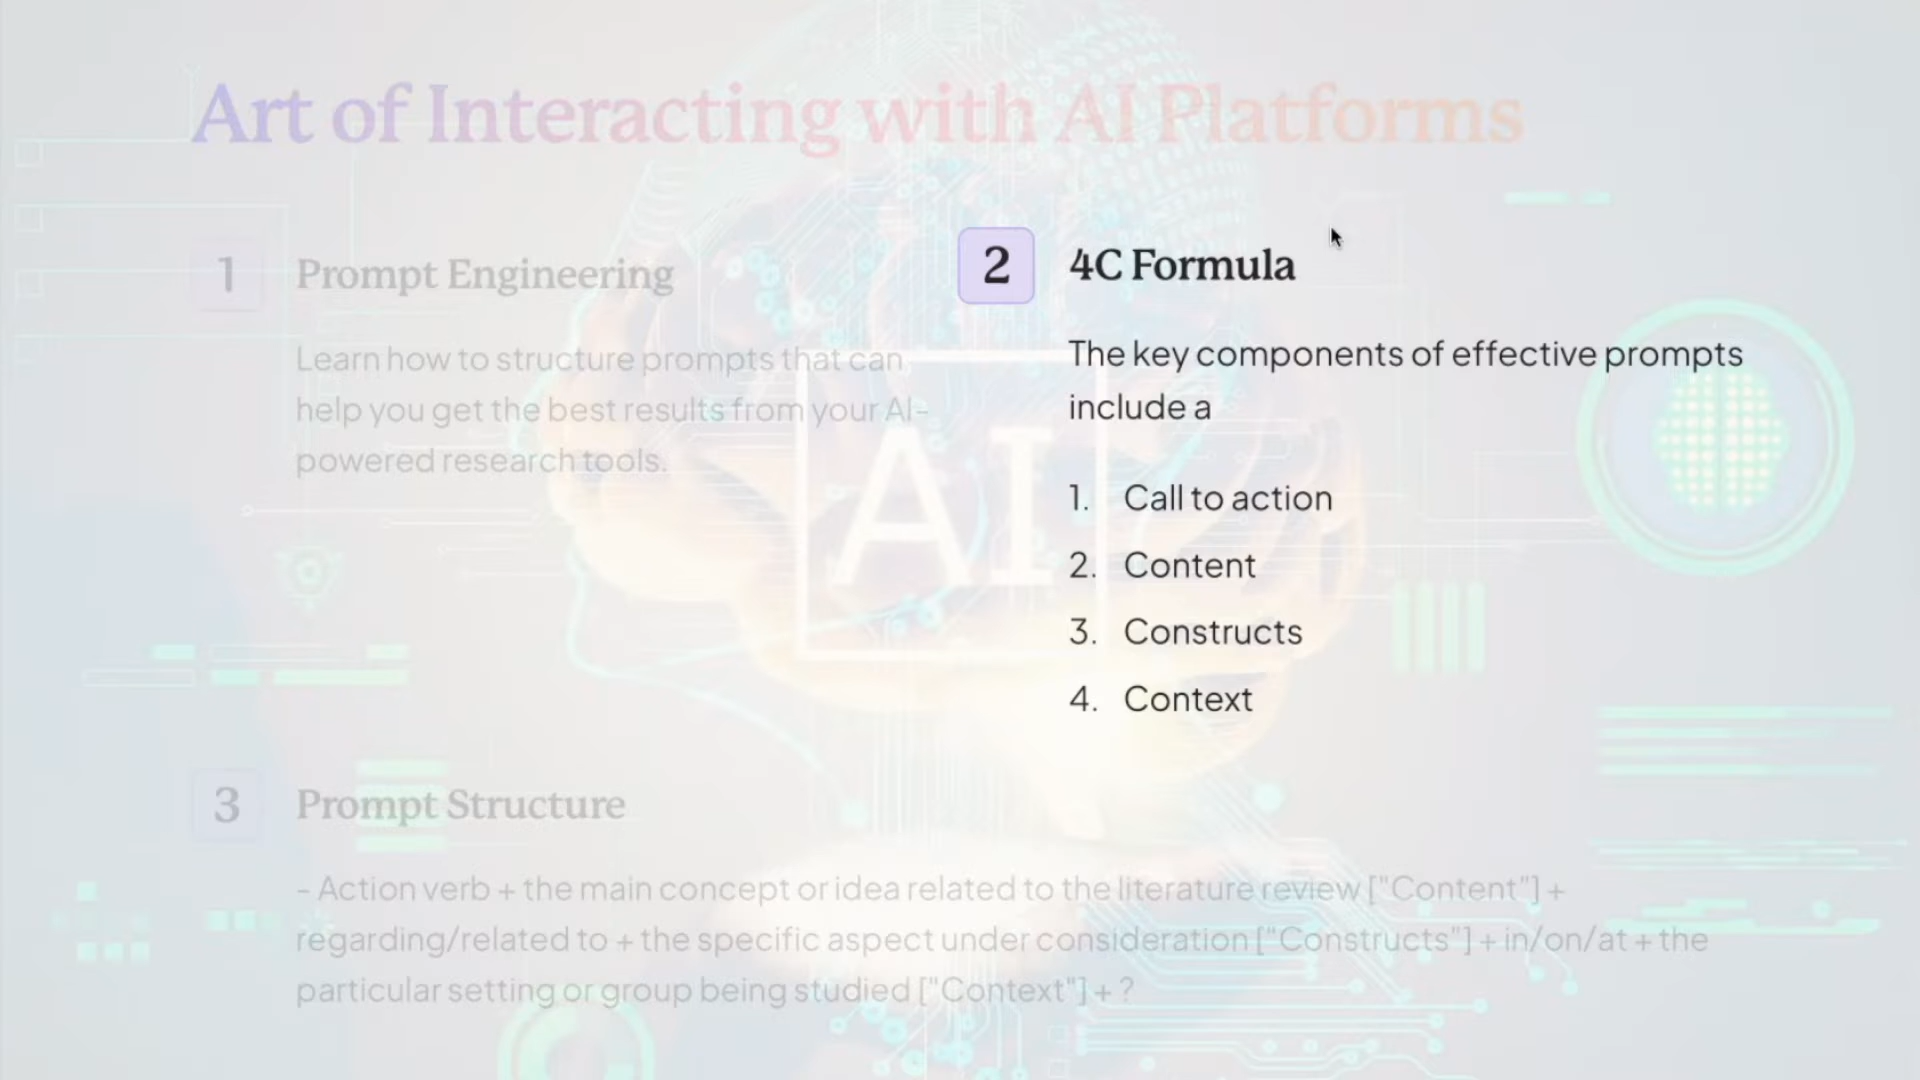 Art of Interacting with AI Platforms
1
Prompt Engineering
Learn how to structure prompts that can
help you get the best results from your AI-
powered research tools.
2
4C Formula
The key components of effective prompts
include a
1. Call to action
2. Content
3. Constructs
4. Context
AI
3
Prompt Structure
- Action verb + the main concept or idea related to the literature review ["Content"] +
regarding/related to + the specific aspect under consideration ["Constructs"] + in/on/at + the
particular setting or group being studied ["Context"] + ?